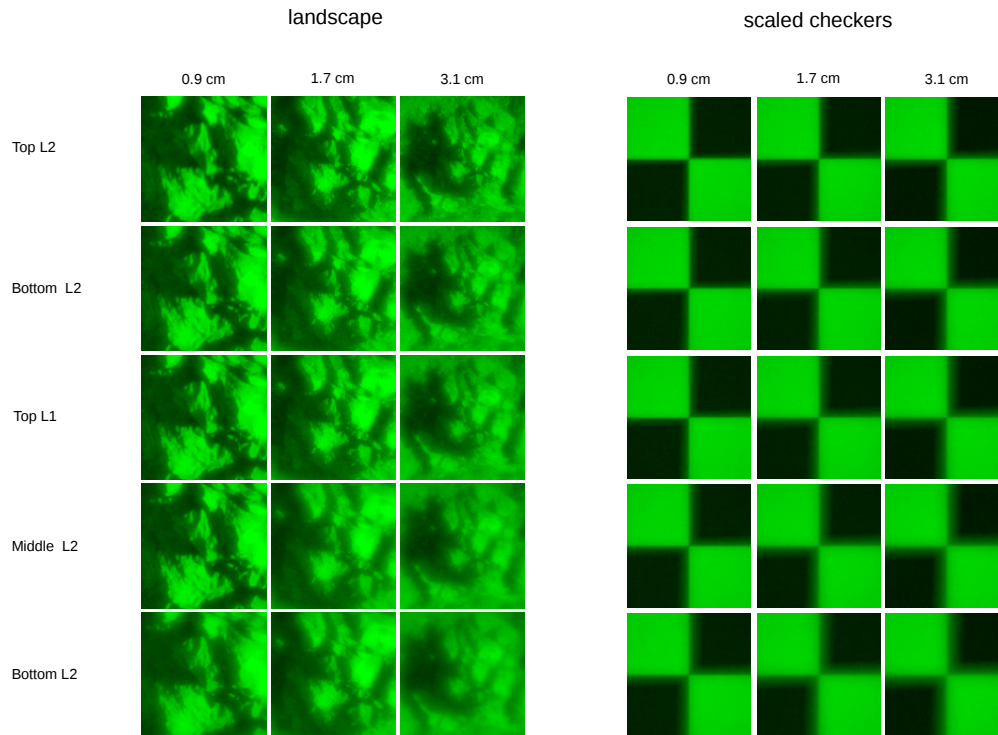 landscape
scaled checkers
0.9 cm
1.7 cm
3.1 cm
0.9 cm
1.7 cm
3.1 cm
Top L2
Bottom  L2
Top L1
Middle  L2
Bottom L2